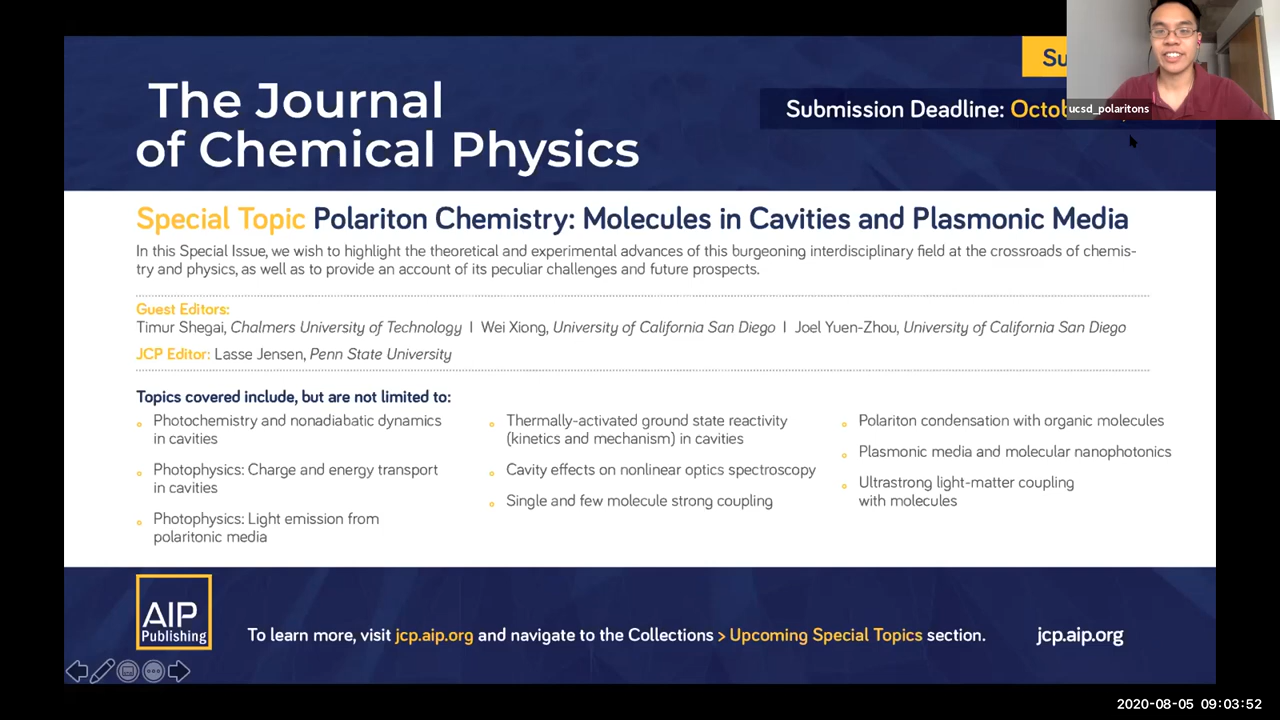 The Journal
of Chemical Physics
Submission Deadline:
ucsd_polaritons
Special Topic Polariton Chemistry: Molecules in Cavities and Plasmonic Media
In this Special Issue, we wish to highlight the theoretical and experimental advances of this burgeoning interdisciplinary field at the crossroads of chemis-
try and physics, as well as to provide an account of its peculiar challenges and future prospects.
Guest Editors:
Timur Shegai, Chalmers University of Technology | Wei Xiong, University of California San Diego | Joel Yuen-Zhou, University of California San Diego
JCP Editor: Lasse Jensen, Penn State University
Topics covered include, but are not limited to:
Photochemistry and nonadiabatic dynamics
in cavities
Photophysics: Charge and energy transport
in cavities
Photophysics: Light emission from
polaritonic media
Thermally-activated ground state reactivity
(kinetics and mechanism) in cavities
Cavity effects on nonlinear optics spectroscopy
Single and few molecule strong coupling
Polariton condensation with organic molecules
Plasmonic media and molecular nanophotonics
Ultrastrong light-matter coupling
with molecules
AIP
Publishing
To learn more, visit jcp.aip.org and navigate to the Collections > Upcoming Special Topics section.
jcp.aip.org
2020-08-05 09:03:52